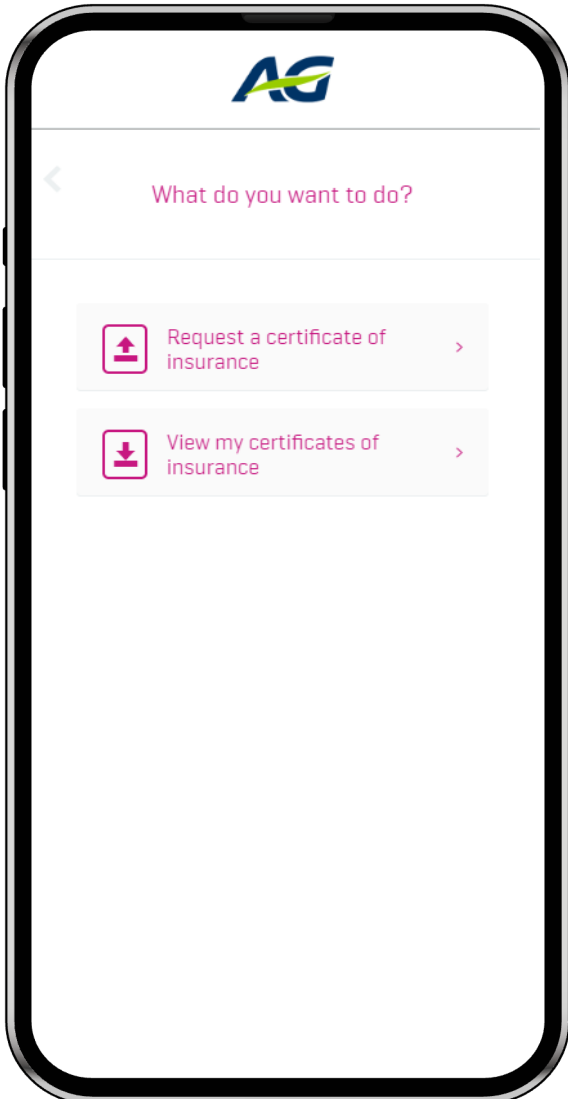 AG
What do you want to do?
Request a certificate of
insurance
View my certificates of
insurance